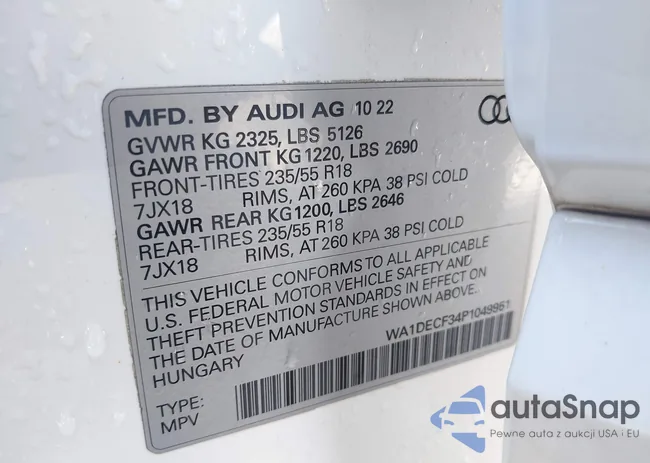 MFD. BY AUDI AG 10 22
GVWR KG 2325, LBS 5126
GAWR FRONT KG 1220, LBS 2690
FRONT-TIRES 235/55 R18
7JX18 RIMS, AT 260 KPA 38 PSI COLD
GAWR REAR KG 1200, LBS 2646
REAR-TIRES 235/55 R18
7JX18 RIMS, AT 260 KPA 38 PSI COLD
THIS VEHICLE CONFORMS TO ALL APPLICABLE
U.S. FEDERAL MOTOR VEHICLE SAFETY AND
THEFT PREVENTION STANDARDS IN EFFECT ON
THE DATE OF MANUFACTURE SHOWN ABOVE.
HUNGARY
WA1DECF34P1049961
TYPE:
MPV
autaSnap
Pewne auta z aukcji USA i EU